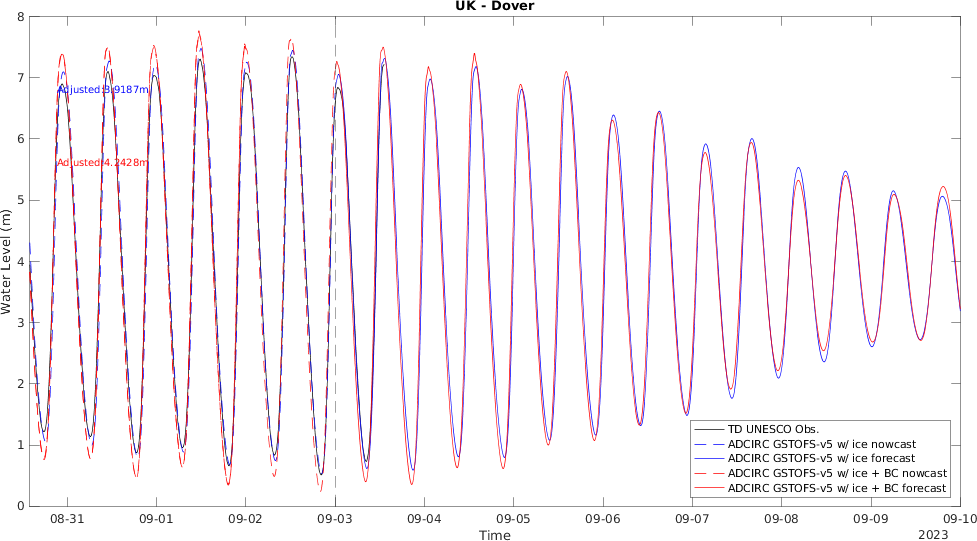 UK - Dover
8
7
6
5
4
3
2
1
0
Water Level (m)
Adjusted:3.9187m
Adjusted:4.2428m
TD UNESCO Obs.
ADCIRC GSTOFS-v5 w/ ice nowcast
ADCIRC GSTOFS-v5 w/ ice forecast
ADCIRC GSTOFS-v5 w/ ice + BC nowcast
ADCIRC GSTOFS-v5 w/ ice + BC forecast
08-31 09-01 09-02 09-03 09-04 09-05 09-06 09-07 09-08 09-09 09-10
Time
2023